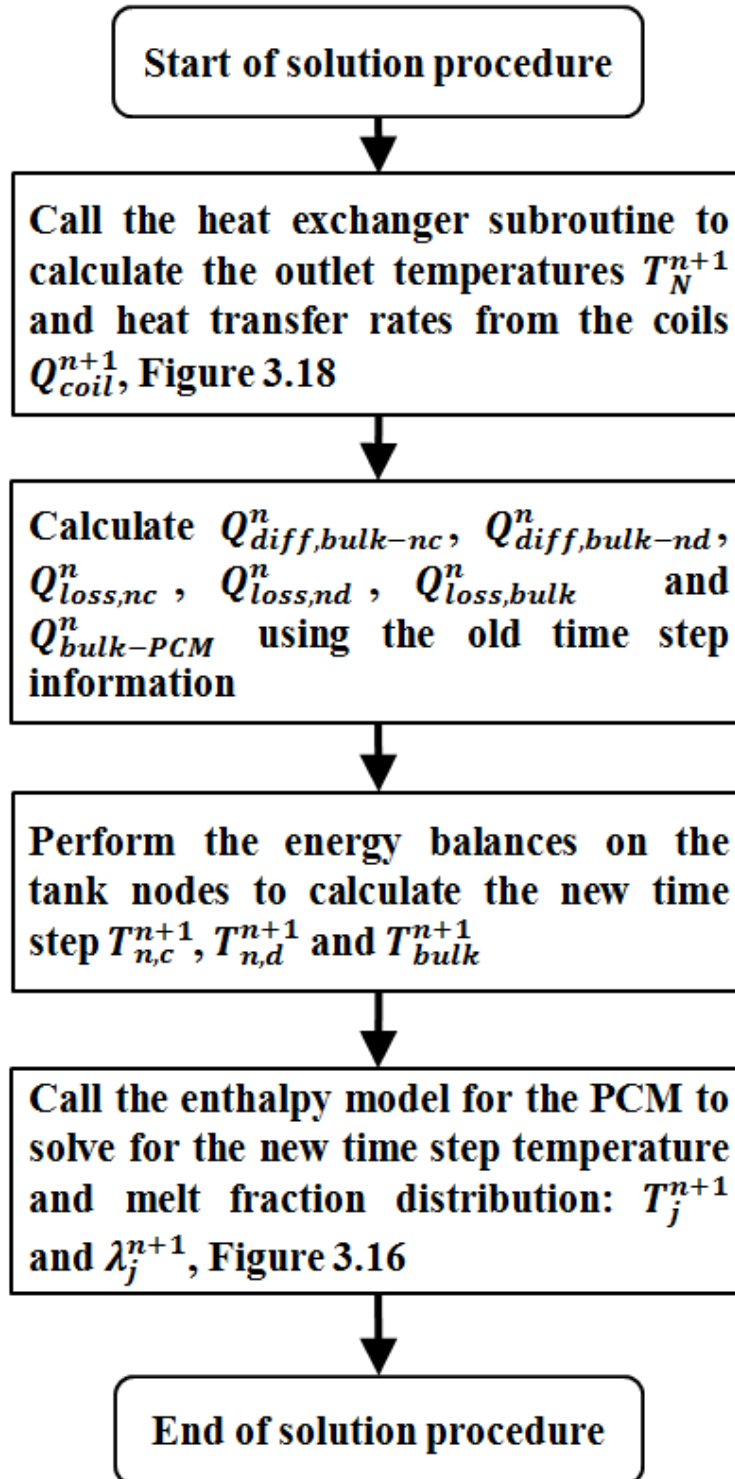 Start of solution procedure
Call the heat exchanger subroutine to
calculate the outlet temperatures $T_N^{n+1}$
and heat transfer rates from the coils
$Q_{coil}^{n+1}$, Figure 3.18
Calculate $Q_{diff,bulk-nc}^{n}$, $Q_{diff,bulk-nd}^{n}$,
$Q_{loss,nc}^{n}$ , $Q_{loss,nd}^{n}$ , $Q_{loss,bulk}^{n}$ and
$Q_{bulk-PCM}^{n}$ using the old time step
information
Perform the energy balances on the
tank nodes to calculate the new time
step $T_{n,c}^{n+1}$, $T_{n,d}^{n+1}$ and $T_{bulk}^{n+1}$
Call the enthalpy model for the PCM to
solve for the new time step temperature
and melt fraction distribution: $T_j^{n+1}$
and $\lambda_j^{n+1}$, Figure 3.16
End of solution procedure